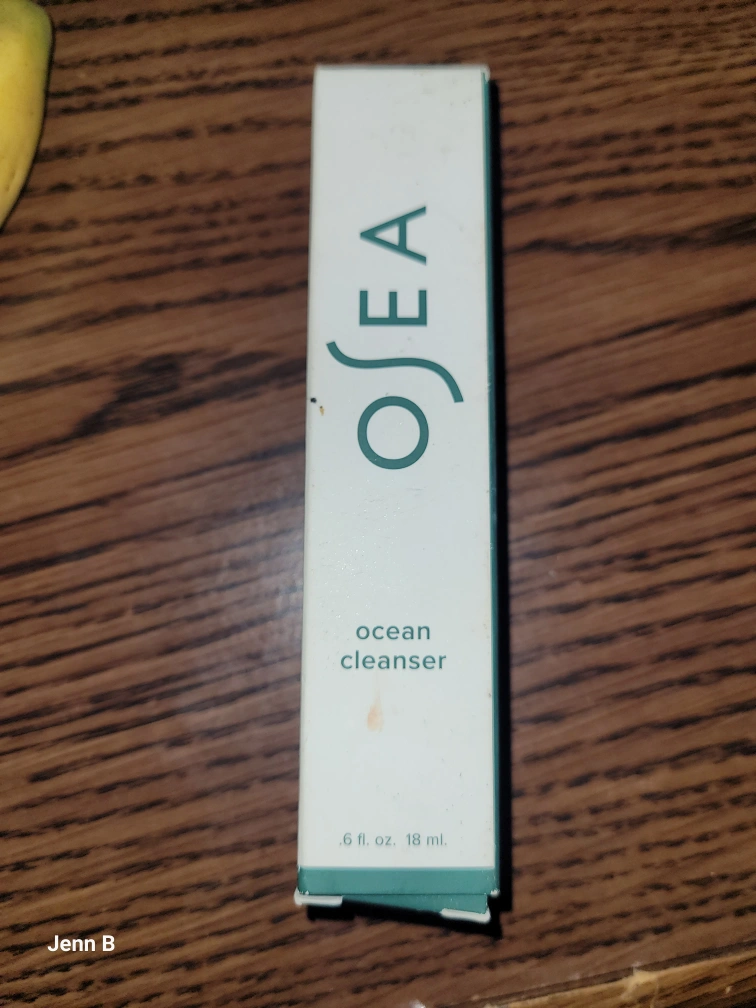 OSEA
ocean
cleanser
.6 fl. oz. 18 ml.
Jenn B